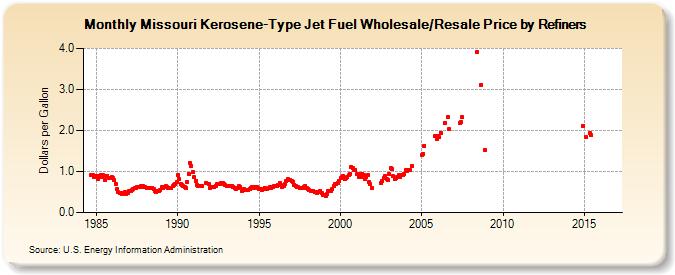 Monthly Missouri Kerosene-Type Jet Fuel Wholesale/Resale Price by Refiners
Dollars per Gallon
4.0
3.0
2.0
1.0
0.0
1985 1990 1995 2000 2005 2010 2015
Source: U.S. Energy Information Administration